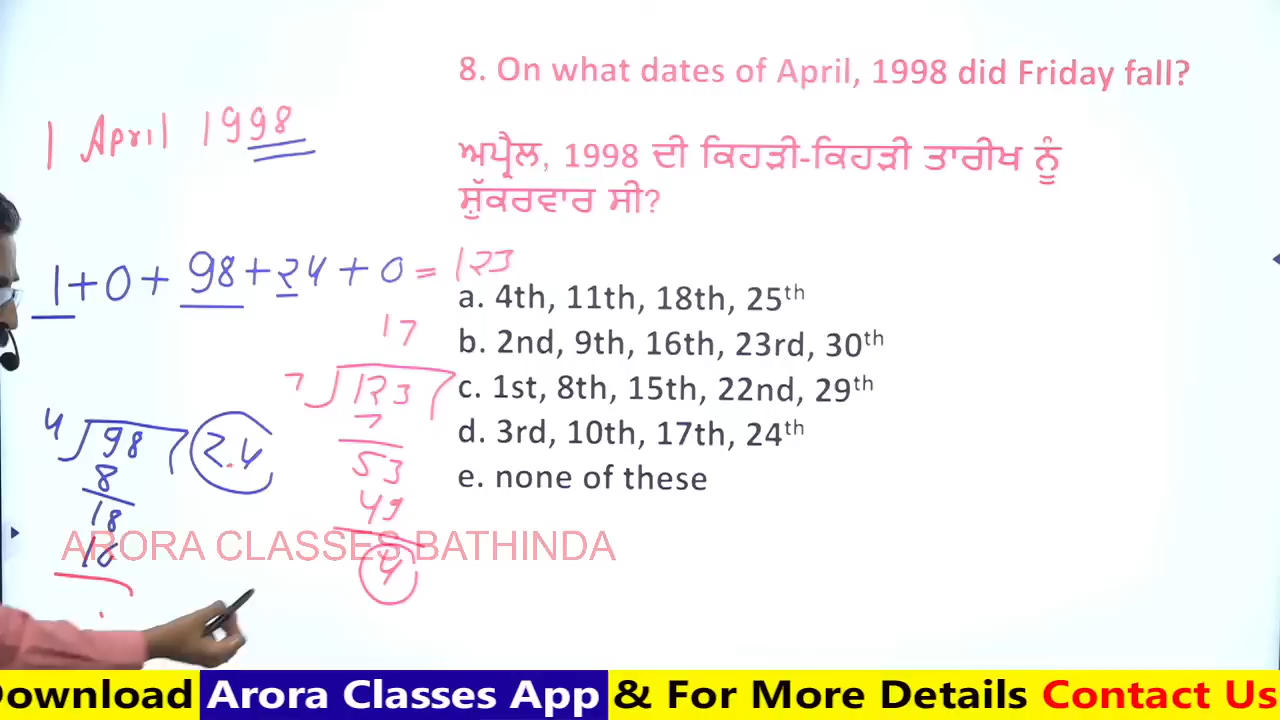 8. On what dates of April, 1998 did Friday fall?
1 April 1998
ਅਪ੍ਰੈਲ, 1998 ਦੀ ਕਿਹੜੀ-ਕਿਹੜੀ ਤਾਰੀਖ ਨੂੰ
ਸ਼ੁੱਕਰਵਾਰ ਸੀ?
1+0+98+24+0=123
a. 4th, 11th, 18th, 25th
b. 2nd, 9th, 16th, 23rd, 30th
c. 1st, 8th, 15th, 22nd, 29th
d. 3rd, 10th, 17th, 24th
e. none of these
17
7 123
7
53
49
4
4 98 24
8
18
16
ARORA CLASSES BATHINDA
Download Arora Classes App & For More Details Contact Us